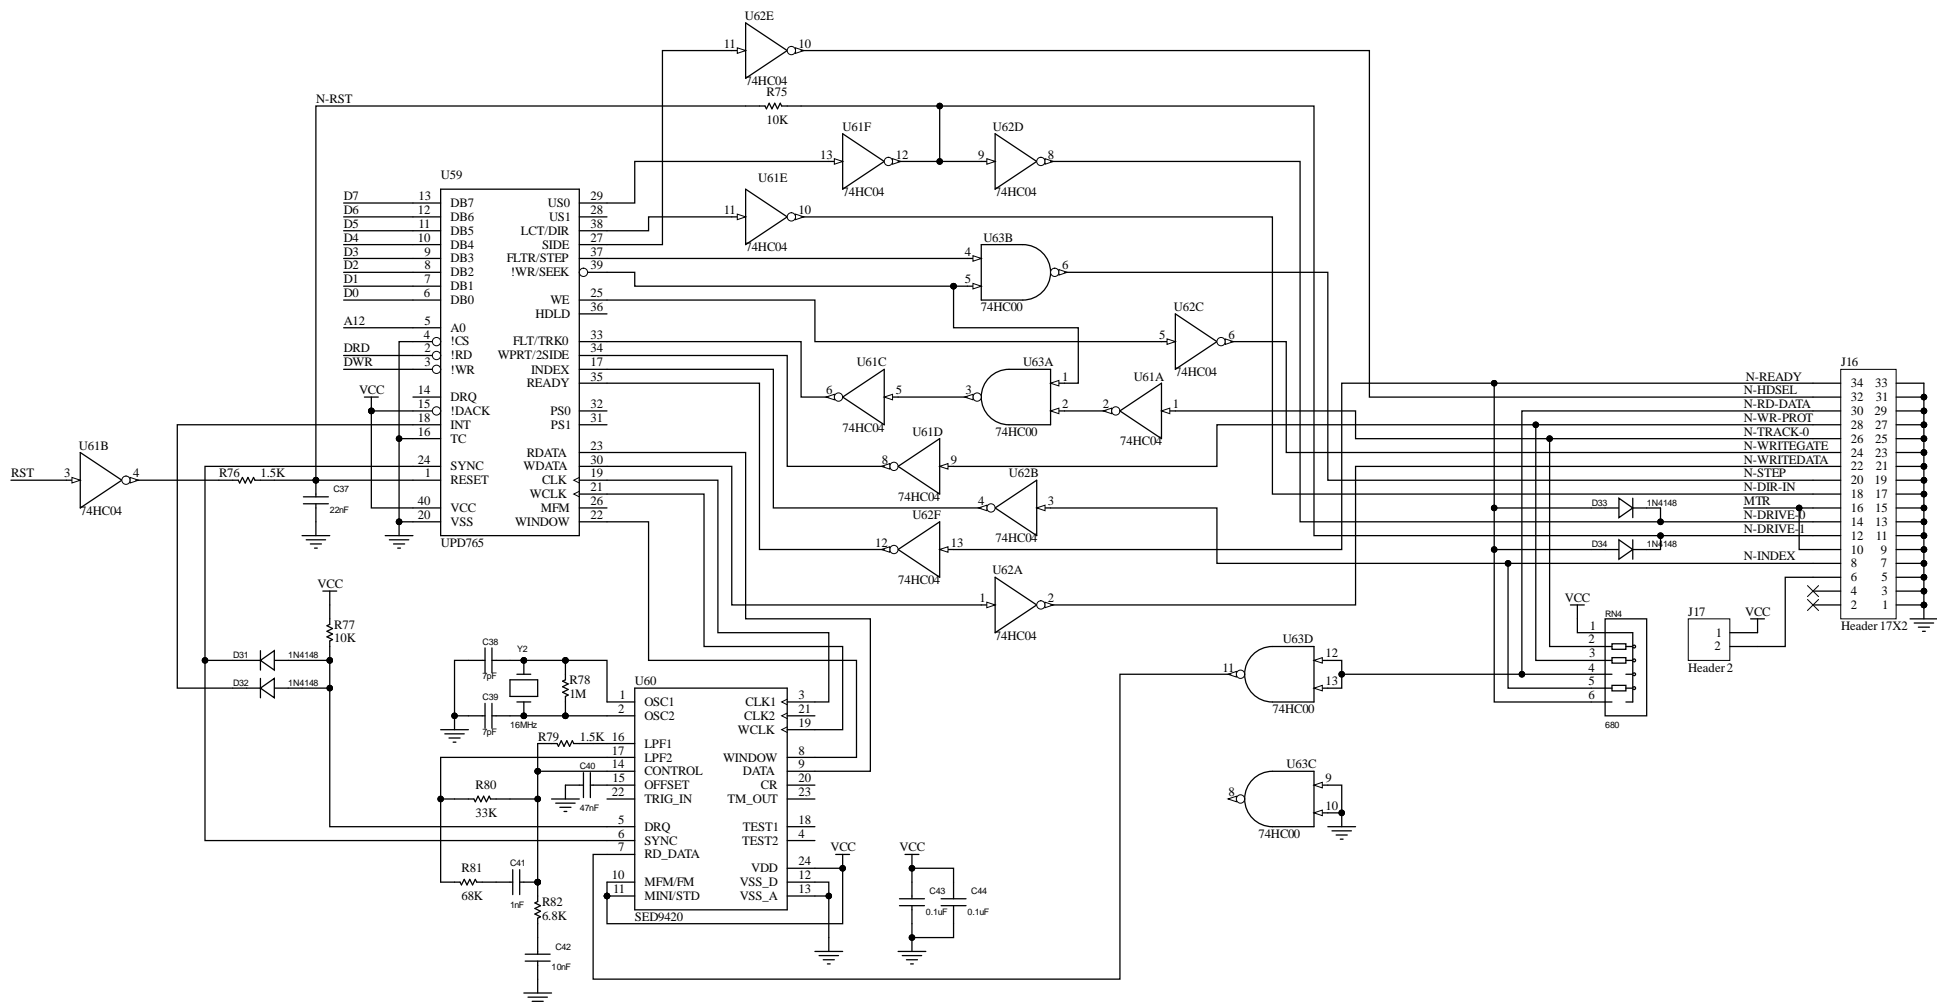 U62E
11
10
74HC04
N-RST
R75
10K
U61F
13
12
74HC04
U62D
9
8
74HC04
U61E
11
10
74HC04
U59
D7 13 DB7 US0 29
D6 12 DB6 US1 28
D5 11 DB5 LCT/DIR 38
D4 10 DB4 SIDE 27
D3 9 DB3 FLTR/STEP 37
D2 8 DB2 !WR/SEEK 39
D1 7 DB1
D0 6 DB0 WE 25
HDLD 36
A12 5 A0
4 !CS FLT/TRK0 33
DRD 2 !RD WPRT/2SIDE 34
DWR 3 !WR INDEX 17
READY 35
VCC
14 DRQ
15 !DACK PS0 32
18 INT PS1 31
16 TC
RDATA 23
24 SYNC WDATA 30
1 RESET CLK 19
WCLK 21
40 VCC MFM 26
20 VSS WINDOW 22
UPD765
U63B
4
5
6
74HC00
U62C
5
6
74HC04
U61C
6
5
74HC04
U63A
3
1
2
74HC00
U61A
2
1
74HC04
U61D
8
9
74HC04
U62B
4
3
74HC04
U62F
12
13
74HC04
U62A
1
2
74HC04
U61B
RST
3
4
74HC04
R76
1.5K
C37
22nF
J16
N-READY 34 33
N-HDSEL 32 31
N-RD-DATA 30 29
N-WR-PROT 28 27
N-TRACK-0 26 25
N-WRITEGATE 24 23
N-WRITEDATA 22 21
N-STEP 20 19
N-DIR-IN 18 17
MTR 16 15
N-DRIVE-0 14 13
N-DRIVE-1 12 11
10 9
N-INDEX 8 7
6 5
4 3
2 1
Header 17X2
D33
1N4148
D34
1N4148
VCC
RN4
1
2
3
4
5
6
680
J17
VCC
1
2
Header 2
VCC
R77
10K
D31
1N4148
D32
1N4148
C38
7pF
C39
7pF
Y2
16MHz
R78
1M
U60
1 OSC1 CLK1 3
2 OSC2 CLK2 21
WCLK 19
R79
1.5K
16 LPF1
17 LPF2 WINDOW 8
14 CONTROL DATA 9
15 OFFSET CR 20
22 TRIG_IN TM_OUT 23
5 DRQ TEST1 18
6 SYNC TEST2 4
7 RD_DATA
VDD 24
10 MFM/FM VSS_D 12
11 MINI/STD VSS_A 13
SED9420
C40
47nF
R80
33K
R81
68K
C41
1nF
R82
6.8K
C42
10nF
VCC
VCC
C43
0.1uF
C44
0.1uF
U63D
11
12
13
74HC00
U63C
8
9
10
74HC00